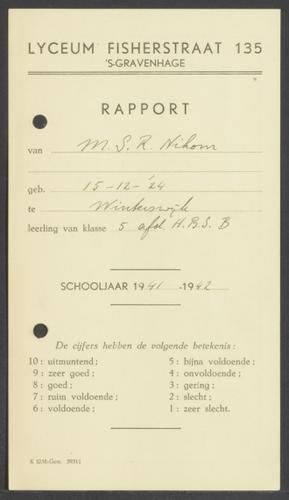 LYCEUM FISHERSTRAAT 135
'S-GRAVENHAGE
RAPPORT
van M. S. R. Nihom
geb. 15-12-'24
te Winterswijk
leerling van klasse 5 afd. H.B.S. B
SCHOOLJAAR 1941 -1942
De cijfers hebben de volgende betekenis:
10: uitmuntend; 5: bijna voldoende;
9: zeer goed; 4: onvoldoende;
8: goed; 3: gering;
7: ruim voldoende; 2: slecht;
6: voldoende; 1: zeer slecht.